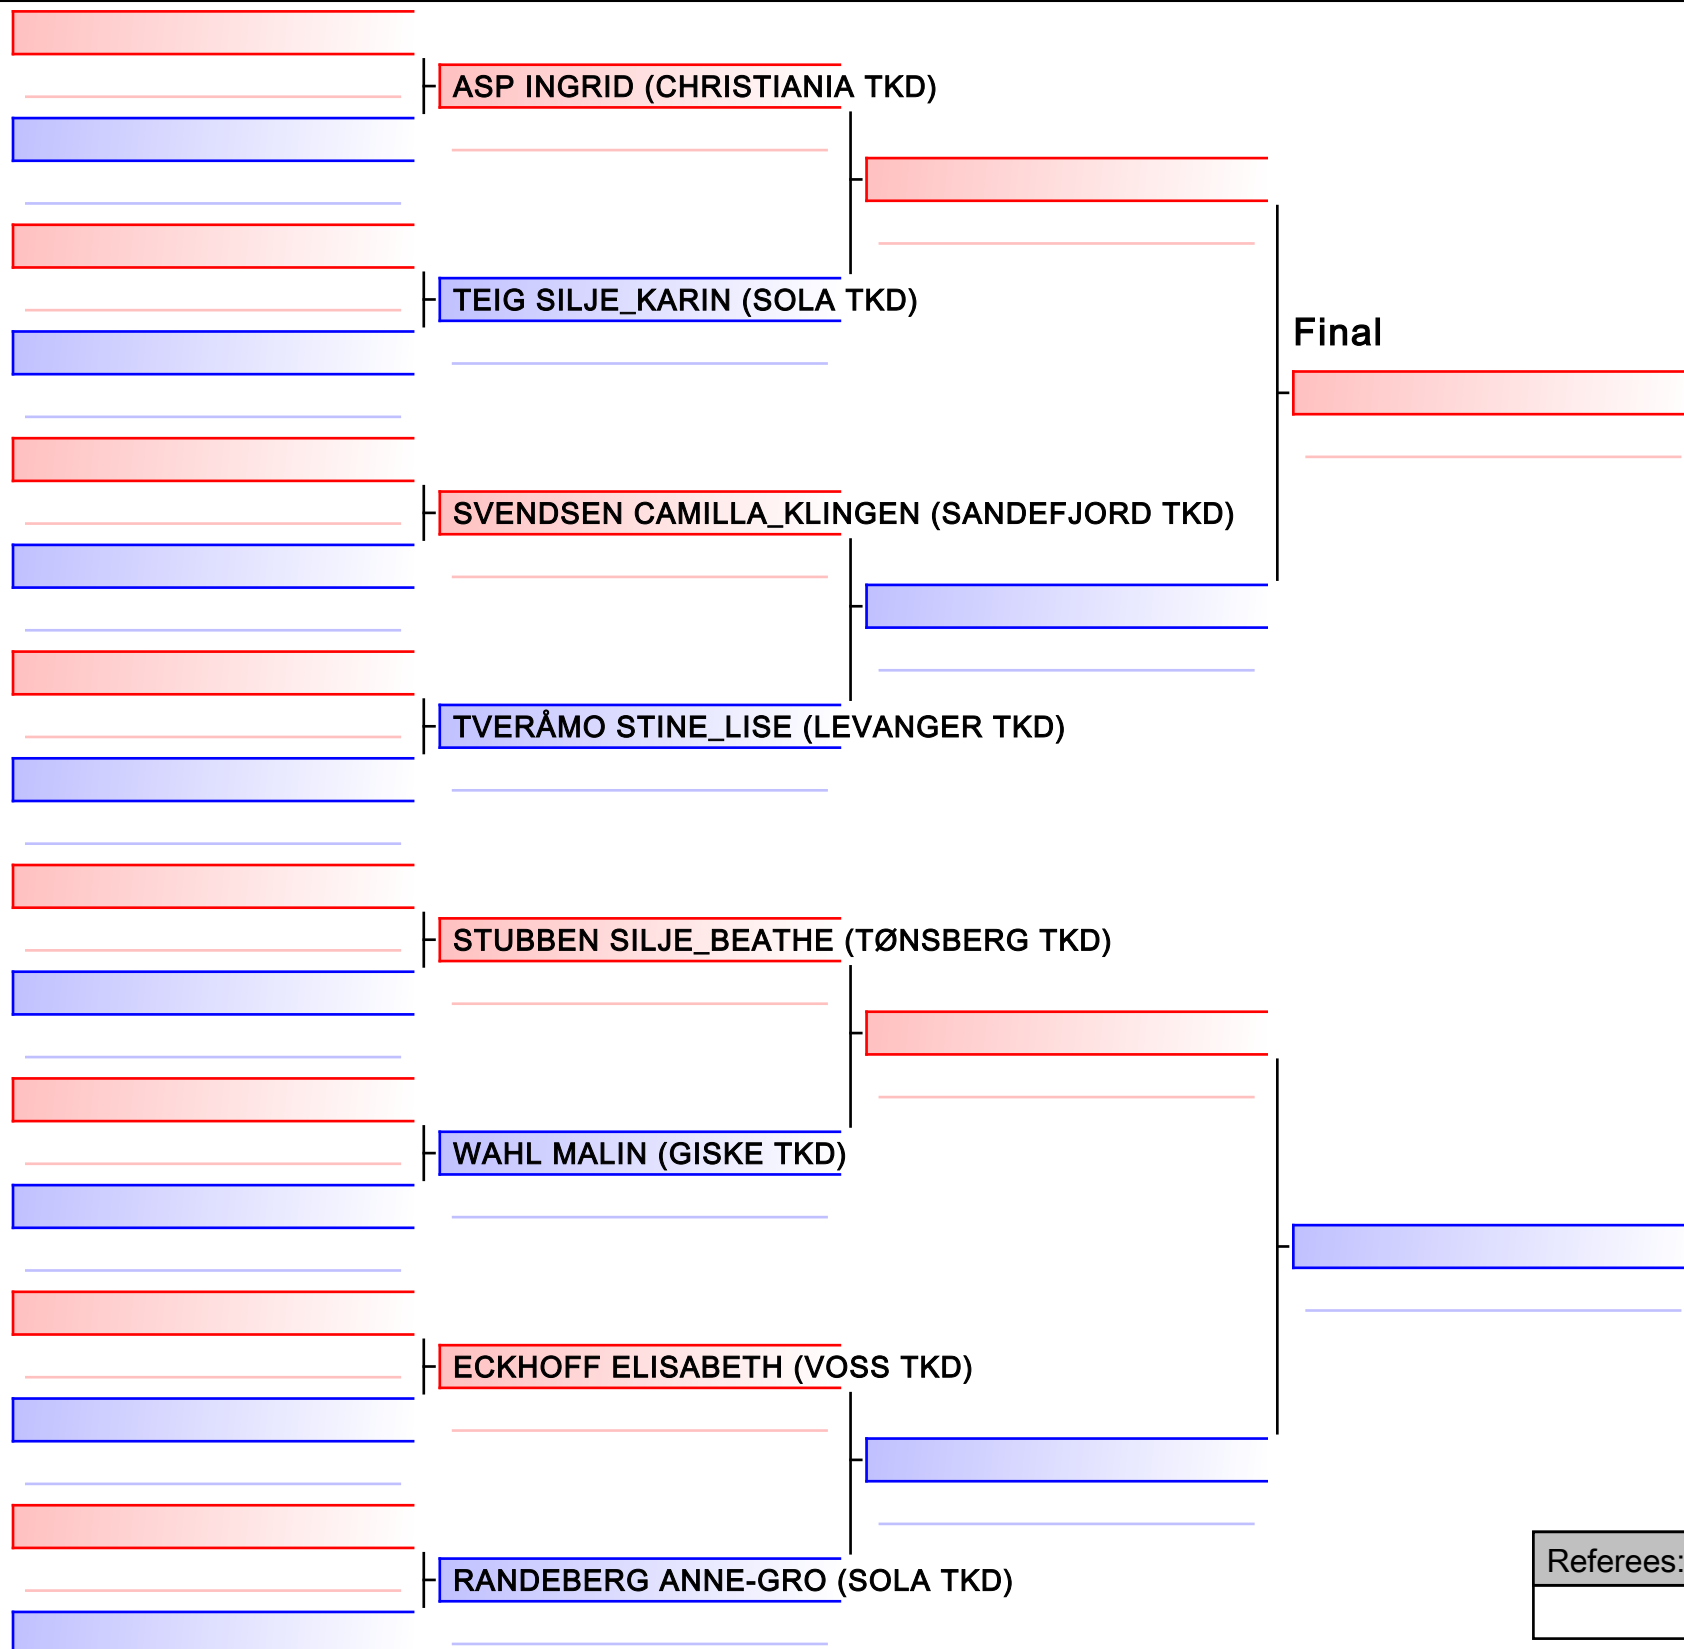 ASP INGRID (CHRISTIANIA TKD)
TEIG SILJE_KARIN (SOLA TKD)
Final
SVENDSEN CAMILLA_KLINGEN (SANDEFJORD TKD)
TVERÅMO STINE_LISE (LEVANGER TKD)
STUBBEN SILJE_BEATHE (TØNSBERG TKD)
WAHL MALIN (GISKE TKD)
ECKHOFF ELISABETH (VOSS TKD)
RANDEBERG ANNE-GRO (SOLA TKD)
Referees: